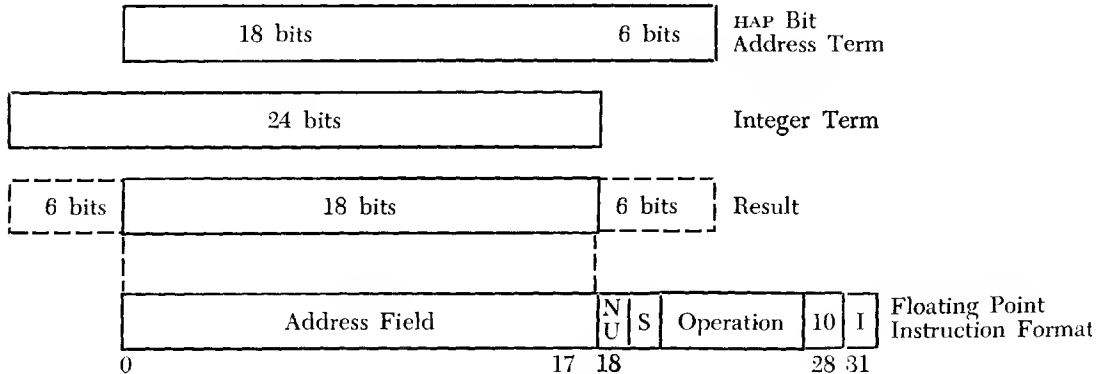 18 bits 6 bits HAP Bit
Address Term
24 bits Integer Term
6 bits 18 bits 6 bits Result
Address Field N U S Operation 10 I Floating Point
Instruction Format
0 17 18 28 31